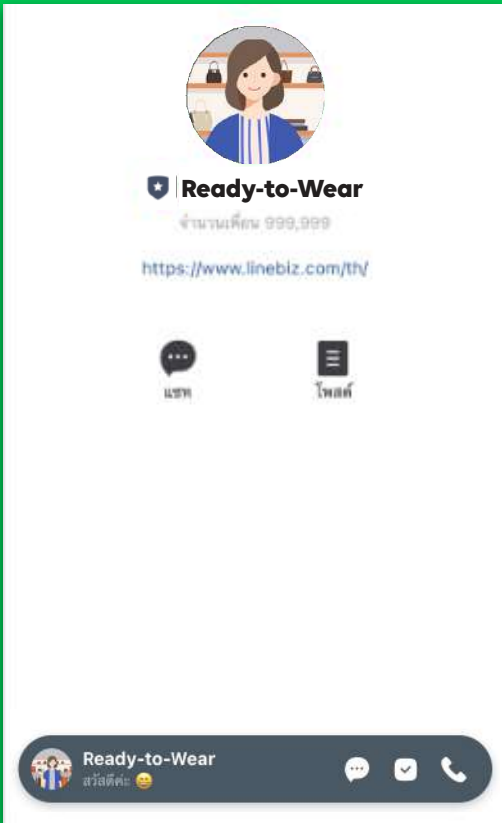 Ready-to-Wear
จำนวนเพื่อน 999,999
https://www.linebiz.com/th/
แชท
โพสต์
Ready-to-Wear
สวัสดีค่ะ 😄